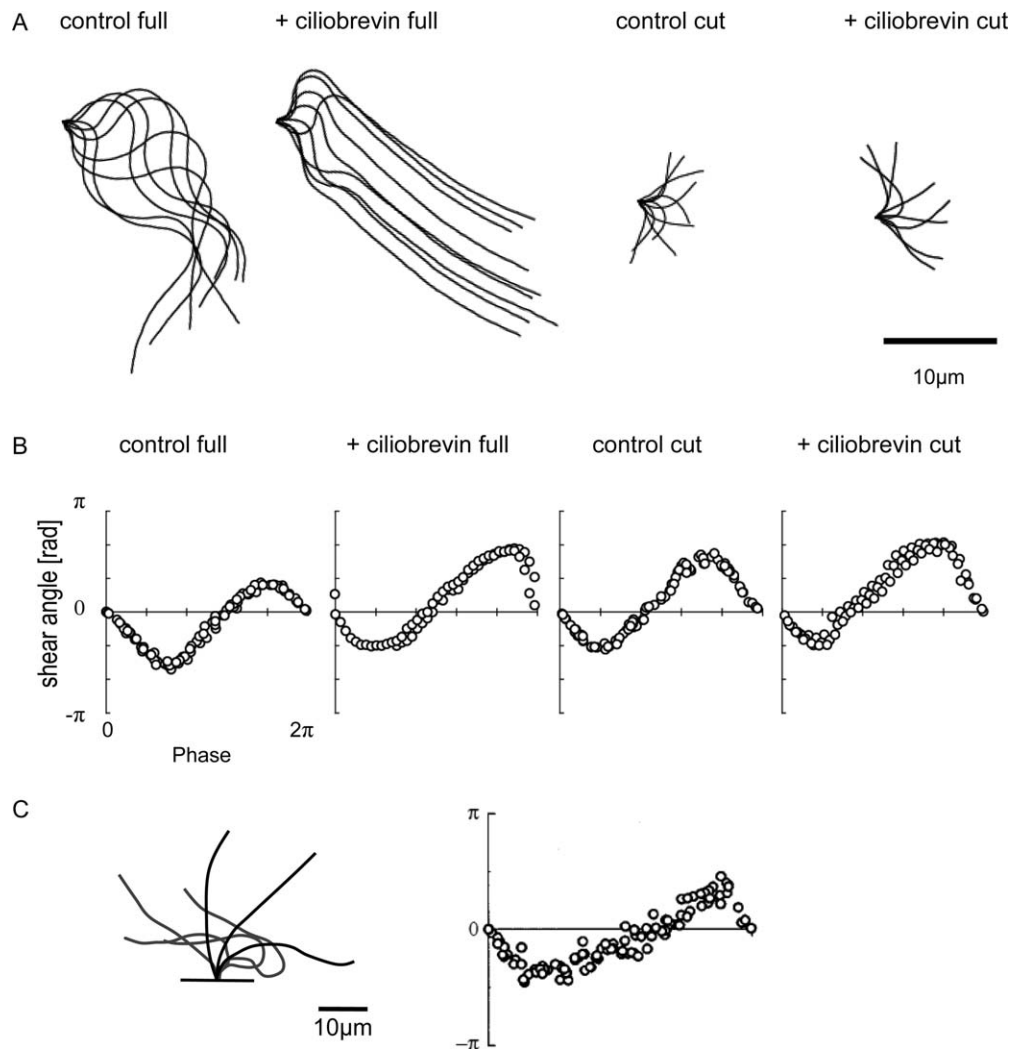 A control full + ciliobrevin full control cut + ciliobrevin cut
10µm
B control full + ciliobrevin full control cut + ciliobrevin cut
shear angle [rad]
π
0
-π
0 2π
Phase
C
10µm
π
0
-π